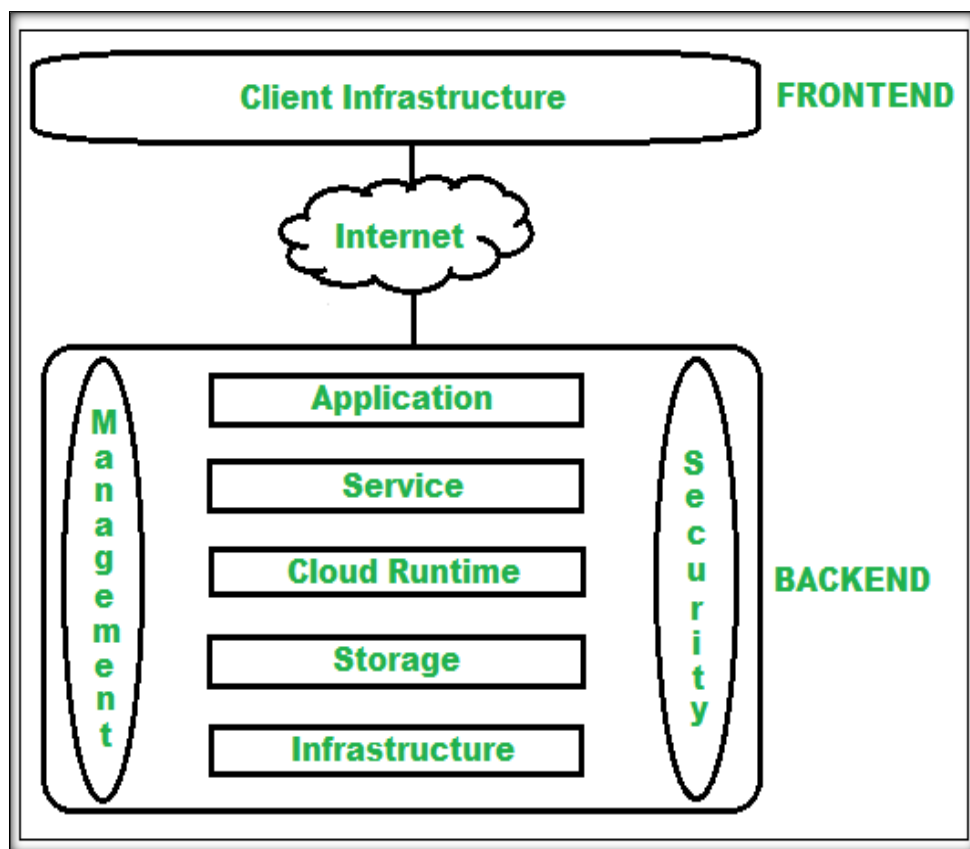 Client Infrastructure
FRONTEND
Internet
Management
Application
Service
Cloud Runtime
Storage
Infrastructure
Security
BACKEND